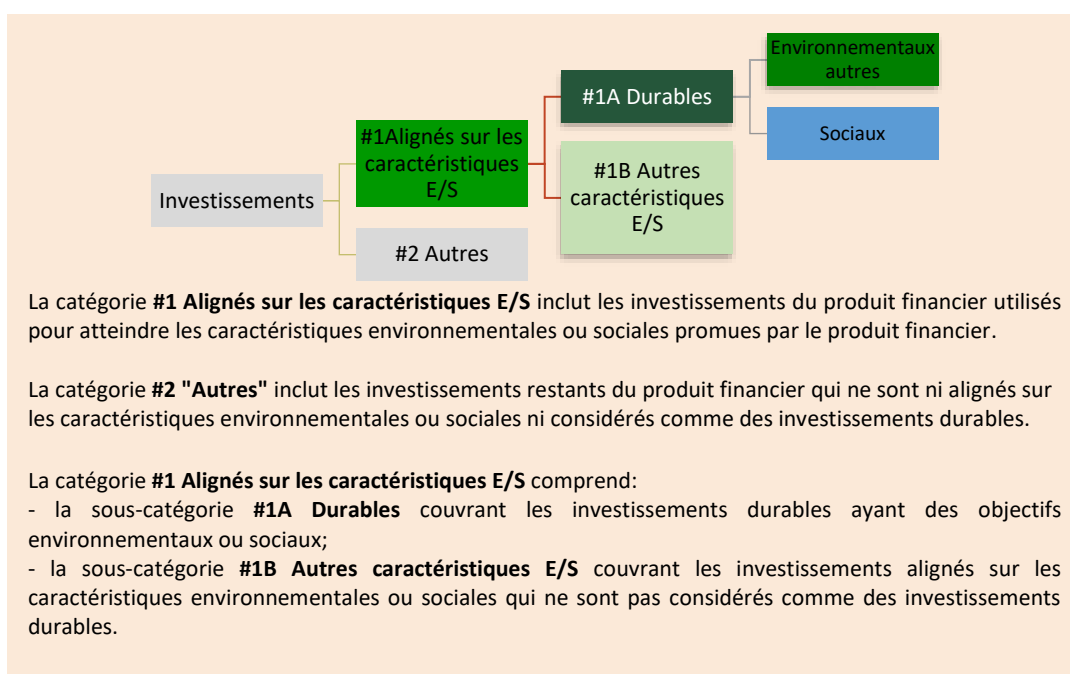 Environnementaux
autres
#1A Durables
Sociaux
#1Alignés sur les
caractéristiques
E/S
#1B Autres
caractéristiques
E/S
Investissements
#2 Autres
La catégorie #1 Alignés sur les caractéristiques E/S inclut les investissements du produit financier utilisés
pour atteindre les caractéristiques environnementales ou sociales promues par le produit financier.
La catégorie #2 "Autres" inclut les investissements restants du produit financier qui ne sont ni alignés sur
les caractéristiques environnementales ou sociales ni considérés comme des investissements durables.
La catégorie #1 Alignés sur les caractéristiques E/S comprend:
- la sous-catégorie #1A Durables couvrant les investissements durables ayant des objectifs
environnementaux ou sociaux;
- la sous-catégorie #1B Autres caractéristiques E/S couvrant les investissements alignés sur les
caractéristiques environnementales ou sociales qui ne sont pas considérés comme des investissements
durables.